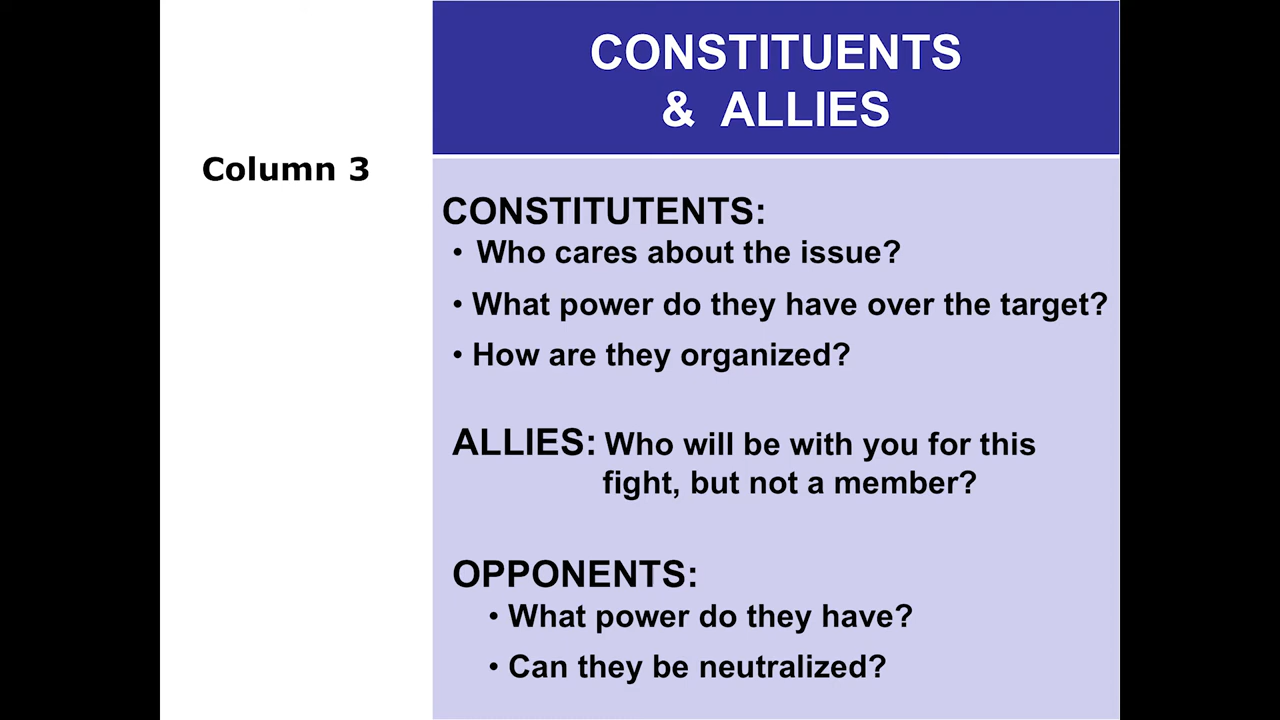 CONSTITUENTS
& ALLIES
Column 3
CONSTITUTENTS:
• Who cares about the issue?
• What power do they have over the target?
• How are they organized?
ALLIES: Who will be with you for this
fight, but not a member?
OPPONENTS:
• What power do they have?
• Can they be neutralized?